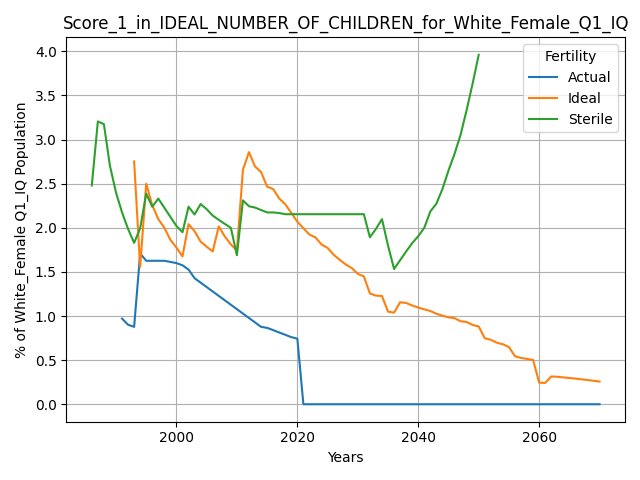 Score_1_in_IDEAL_NUMBER_OF_CHILDREN_for_White_Female_Q1_IQ
Fertility
Actual
Ideal
Sterile
% of White_Female Q1_IQ Population
4.0
3.5
3.0
2.5
2.0
1.5
1.0
0.5
0.0
2000
2020
2040
2060
Years